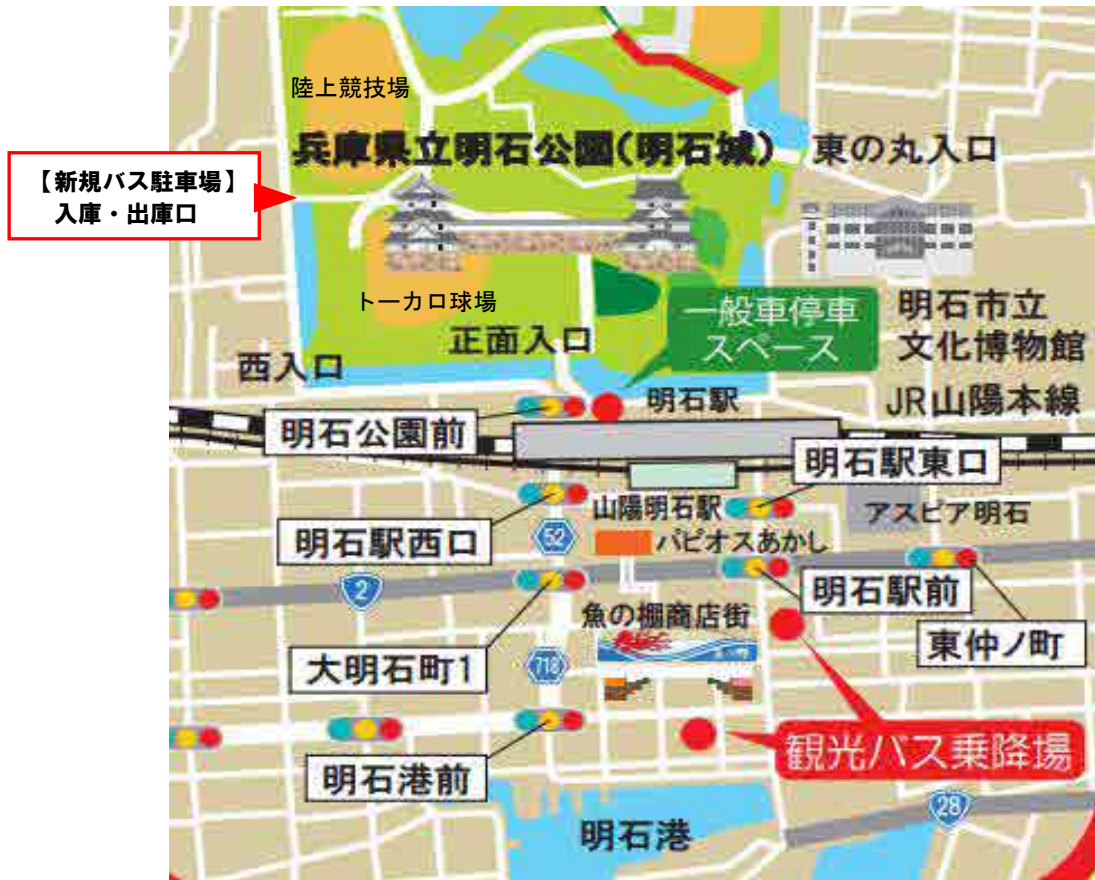 陸上競技場
兵庫県立明石公園(明石城)
東の丸入口
【新規バス駐車場】
入庫・出庫口
トーカロ球場
一般車停車
スペース
明石市立
文化博物館
正面入口
西入口
明石駅
JR山陽本線
明石公園前
明石駅東口
山陽明石駅
アスピア明石
明石駅西口
52
パピオスあかし
2
明石駅前
魚の棚商店街
東仲ノ町
大明石町1
718
観光バス乗降場
明石港前
28
明石港